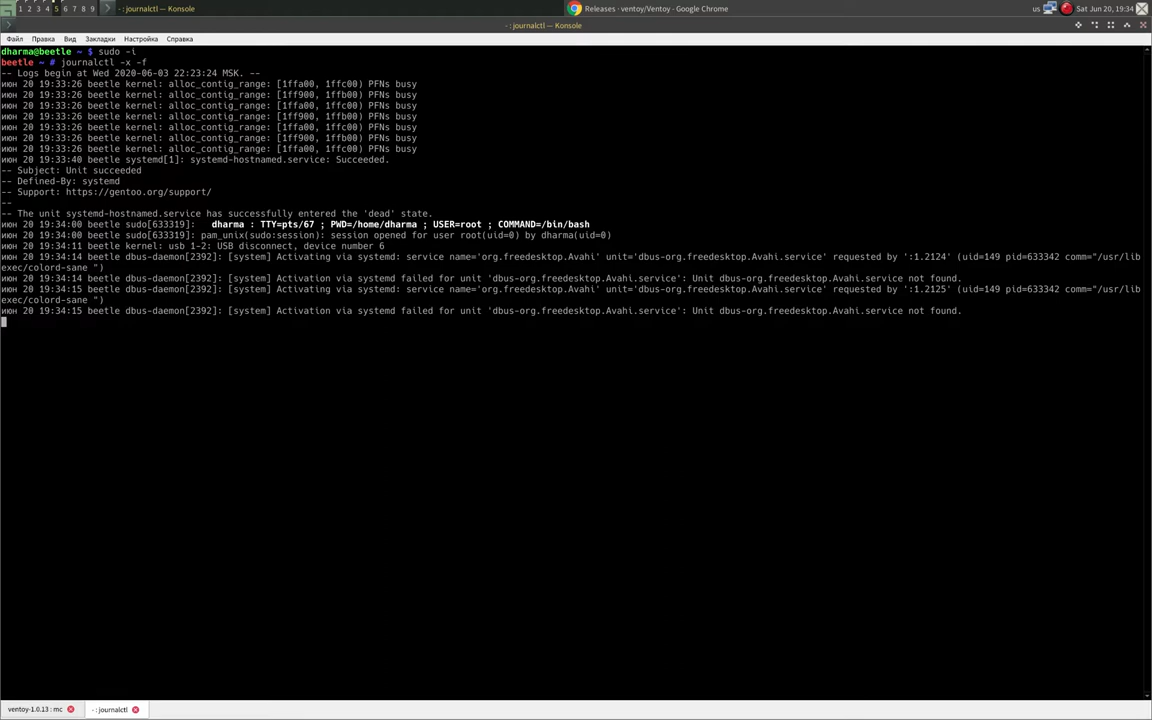 1 2 3 4 5 6 7 8 9
- : journalctl — Konsole
Releases · ventoy/Ventoy - Google Chrome
us
Sat Jun 20, 19:34
- : journalctl — Konsole
Файл Правка Вид Закладки Настройка Справка
dharma@beetle ~ $ sudo -i
beetle ~ # journalctl -x -f
-- Logs begin at Wed 2020-06-03 22:23:24 MSK. --
июн 20 19:33:26 beetle kernel: alloc_contig_range: [1ffa00, 1ffc00) PFNs busy
июн 20 19:33:26 beetle kernel: alloc_contig_range: [1ff900, 1ffb00) PFNs busy
июн 20 19:33:26 beetle kernel: alloc_contig_range: [1ffa00, 1ffc00) PFNs busy
июн 20 19:33:26 beetle kernel: alloc_contig_range: [1ff900, 1ffb00) PFNs busy
июн 20 19:33:26 beetle kernel: alloc_contig_range: [1ffa00, 1ffc00) PFNs busy
июн 20 19:33:26 beetle kernel: alloc_contig_range: [1ff900, 1ffb00) PFNs busy
июн 20 19:33:26 beetle kernel: alloc_contig_range: [1ffa00, 1ffc00) PFNs busy
июн 20 19:33:40 beetle systemd[1]: systemd-hostnamed.service: Succeeded.
-- Subject: Unit succeeded
-- Defined-By: systemd
-- Support: https://gentoo.org/support/
--
-- The unit systemd-hostnamed.service has successfully entered the 'dead' state.
июн 20 19:34:00 beetle sudo[633319]:   dharma : TTY=pts/67 ; PWD=/home/dharma ; USER=root ; COMMAND=/bin/bash
июн 20 19:34:00 beetle sudo[633319]: pam_unix(sudo:session): session opened for user root(uid=0) by dharma(uid=0)
июн 20 19:34:11 beetle kernel: usb 1-2: USB disconnect, device number 6
июн 20 19:34:14 beetle dbus-daemon[2392]: [system] Activating via systemd: service name='org.freedesktop.Avahi' unit='dbus-org.freedesktop.Avahi.service' requested by ':1.2124' (uid=149 pid=633342 comm="/usr/lib
exec/colord-sane ")
июн 20 19:34:14 beetle dbus-daemon[2392]: [system] Activation via systemd failed for unit 'dbus-org.freedesktop.Avahi.service': Unit dbus-org.freedesktop.Avahi.service not found.
июн 20 19:34:15 beetle dbus-daemon[2392]: [system] Activating via systemd: service name='org.freedesktop.Avahi' unit='dbus-org.freedesktop.Avahi.service' requested by ':1.2125' (uid=149 pid=633342 comm="/usr/lib
exec/colord-sane ")
июн 20 19:34:15 beetle dbus-daemon[2392]: [system] Activation via systemd failed for unit 'dbus-org.freedesktop.Avahi.service': Unit dbus-org.freedesktop.Avahi.service not found.
ventoy-1.0.13 : mc
- : journalctl